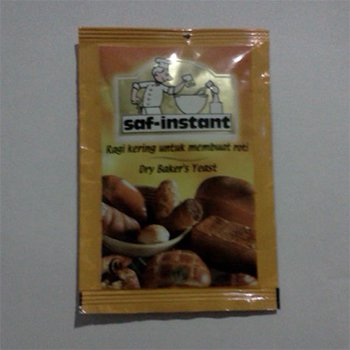 saf-instant
Ragi kering untuk membuat roti
Dry Baker's Yeast